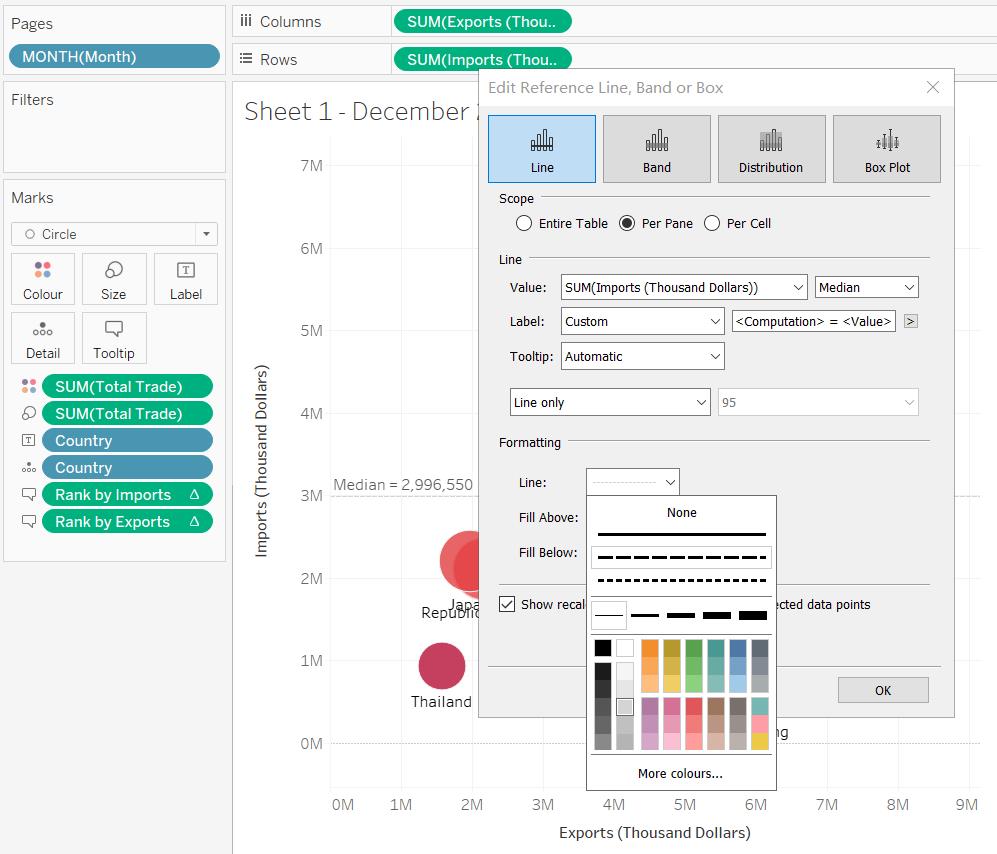 Pages
MONTH(Month)
Filters
Marks
Circle
Colour
Size
Label
Detail
Tooltip
SUM(Total Trade)
SUM(Total Trade)
Country
Country
Rank by Imports Δ
Rank by Exports Δ
Columns
SUM(Exports (Thou..
Rows
SUM(Imports (Thou..
Sheet 1 - December
7M
6M
5M
4M
3M
2M
1M
0M
Imports (Thousand Dollars)
Median = 2,996,550
Japa
Republic
Thailand
ng
0M 1M 2M 3M 4M 5M 6M 7M 8M 9M
Exports (Thousand Dollars)
Edit Reference Line, Band or Box
Line
Band
Distribution
Box Plot
Scope
Entire Table
Per Pane
Per Cell
Line
Value: SUM(Imports (Thousand Dollars)) Median
Label: Custom <Computation> = <Value> >
Tooltip: Automatic
Line only 95
Formatting
Line:
None
Fill Above:
Fill Below:
Show recal
ected data points
More colours...
OK